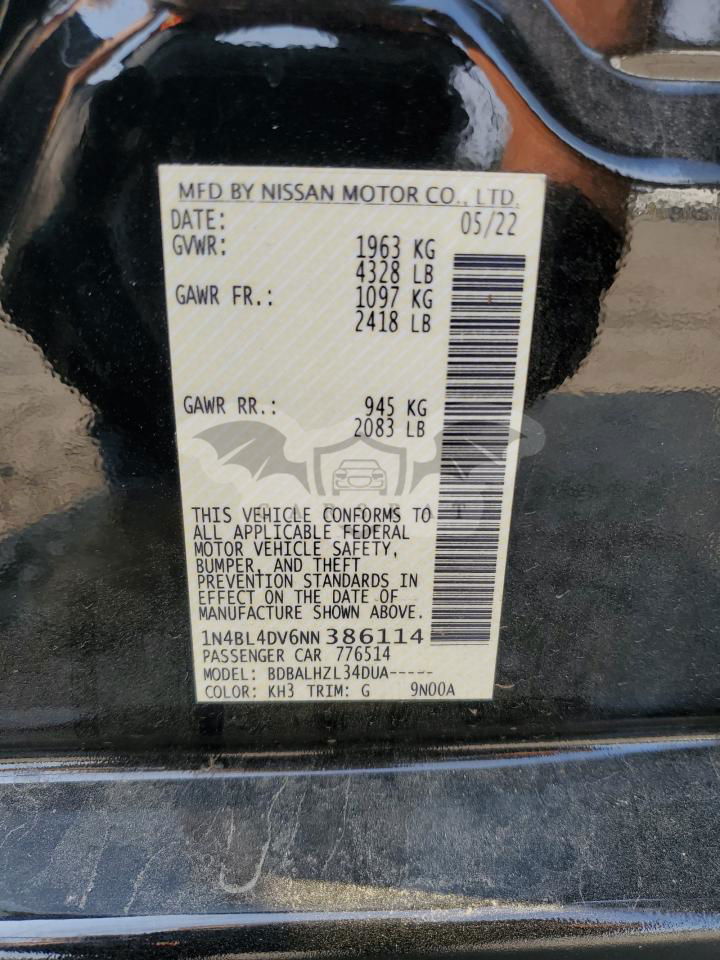 MFD BY NISSAN MOTOR CO., LTD.
DATE: 05/22
GVWR: 1963 KG
4328 LB
GAWR FR.: 1097 KG
2418 LB
GAWR RR.: 945 KG
2083 LB
THIS VEHICLE CONFORMS TO
ALL APPLICABLE FEDERAL
MOTOR VEHICLE SAFETY,
BUMPER, AND THEFT
PREVENTION STANDARDS IN
EFFECT ON THE DATE OF
MANUFACTURE SHOWN ABOVE.
1N4BL4DV6NN 386114
PASSENGER CAR 776514
MODEL: BDBALHZL34DUA-----
COLOR: KH3 TRIM: G 9N00A